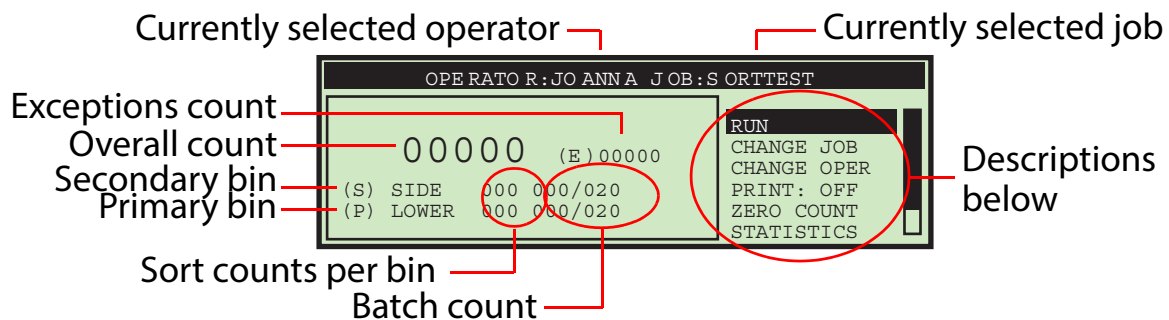 Currently selected operator
Currently selected job
OPERATOR:JOANNA JOB:SORTTEST
Exceptions count
Overall count
Secondary bin
Primary bin
00000 (E)00000
(S) SIDE 000 000/020
(P) LOWER 000 000/020
RUN
CHANGE JOB
CHANGE OPER
PRINT: OFF
ZERO COUNT
STATISTICS
Descriptions
below
Sort counts per bin
Batch count